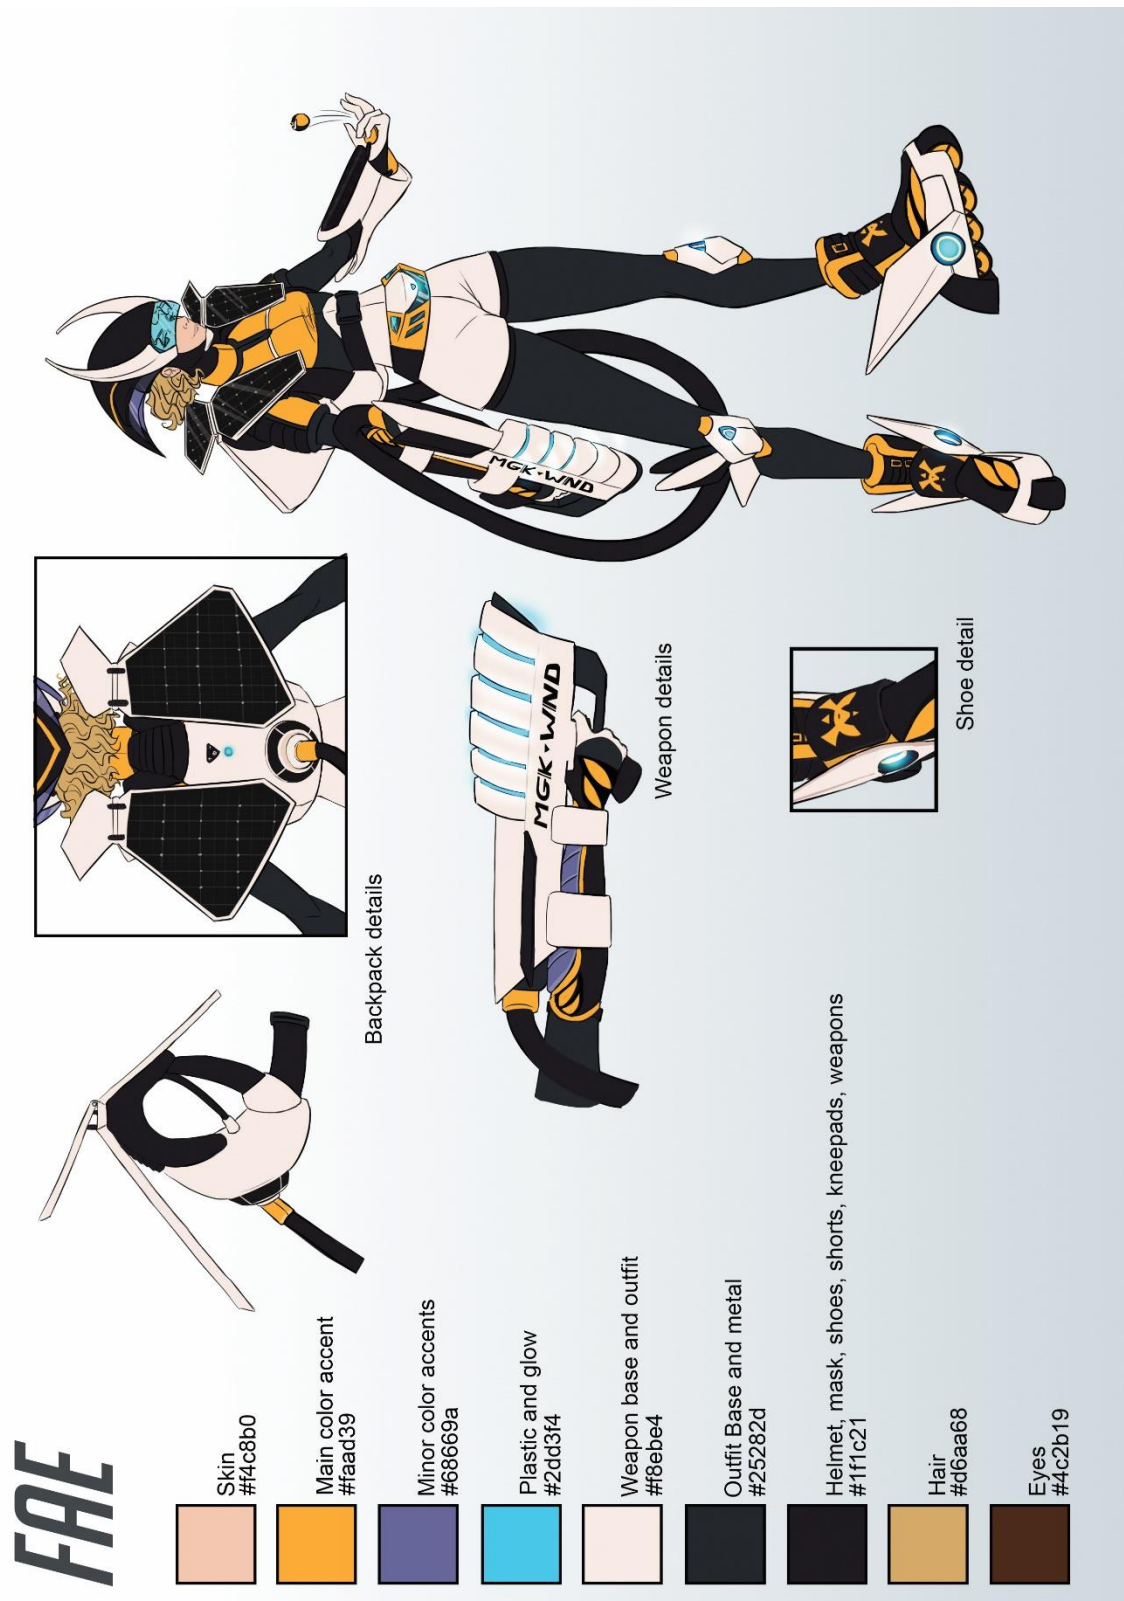 FAE
Skin
#f4c8b0
Main color accent
#faad39
Minor color accents
#68669a
Plastic and glow
#2dd3f4
Weapon base and outfit
#f8ebe4
Outfit Base and metal
#25282d
Helmet, mask, shoes, shorts, kneepads, weapons
#1f1c21
Hair
#d6aa68
Eyes
#4c2b19
Backpack details
MGK WND
Weapon details
MGK WND
Shoe detail